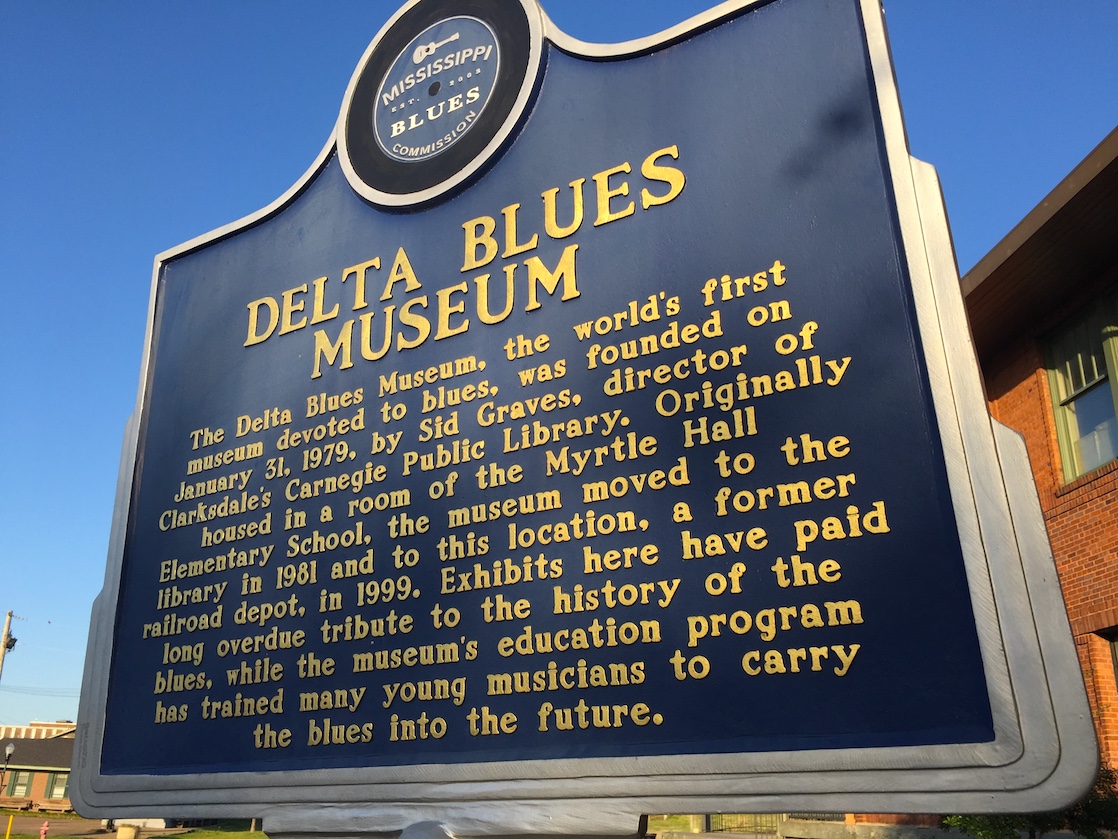 MISSISSIPPI
EST. 2005
BLUES
COMMISSION
DELTA BLUES
MUSEUM
The Delta Blues Museum, the world's first
museum devoted to blues, was founded on
January 31, 1979, by Sid Graves, director of
Clarksdale's Carnegie Public Library. Originally
housed in a room of the Myrtle Hall
Elementary School, the museum moved to the
library in 1981 and to this location, a former
railroad depot, in 1999. Exhibits here have paid
long overdue tribute to the history of the
blues, while the museum's education program
has trained many young musicians to carry
the blues into the future.